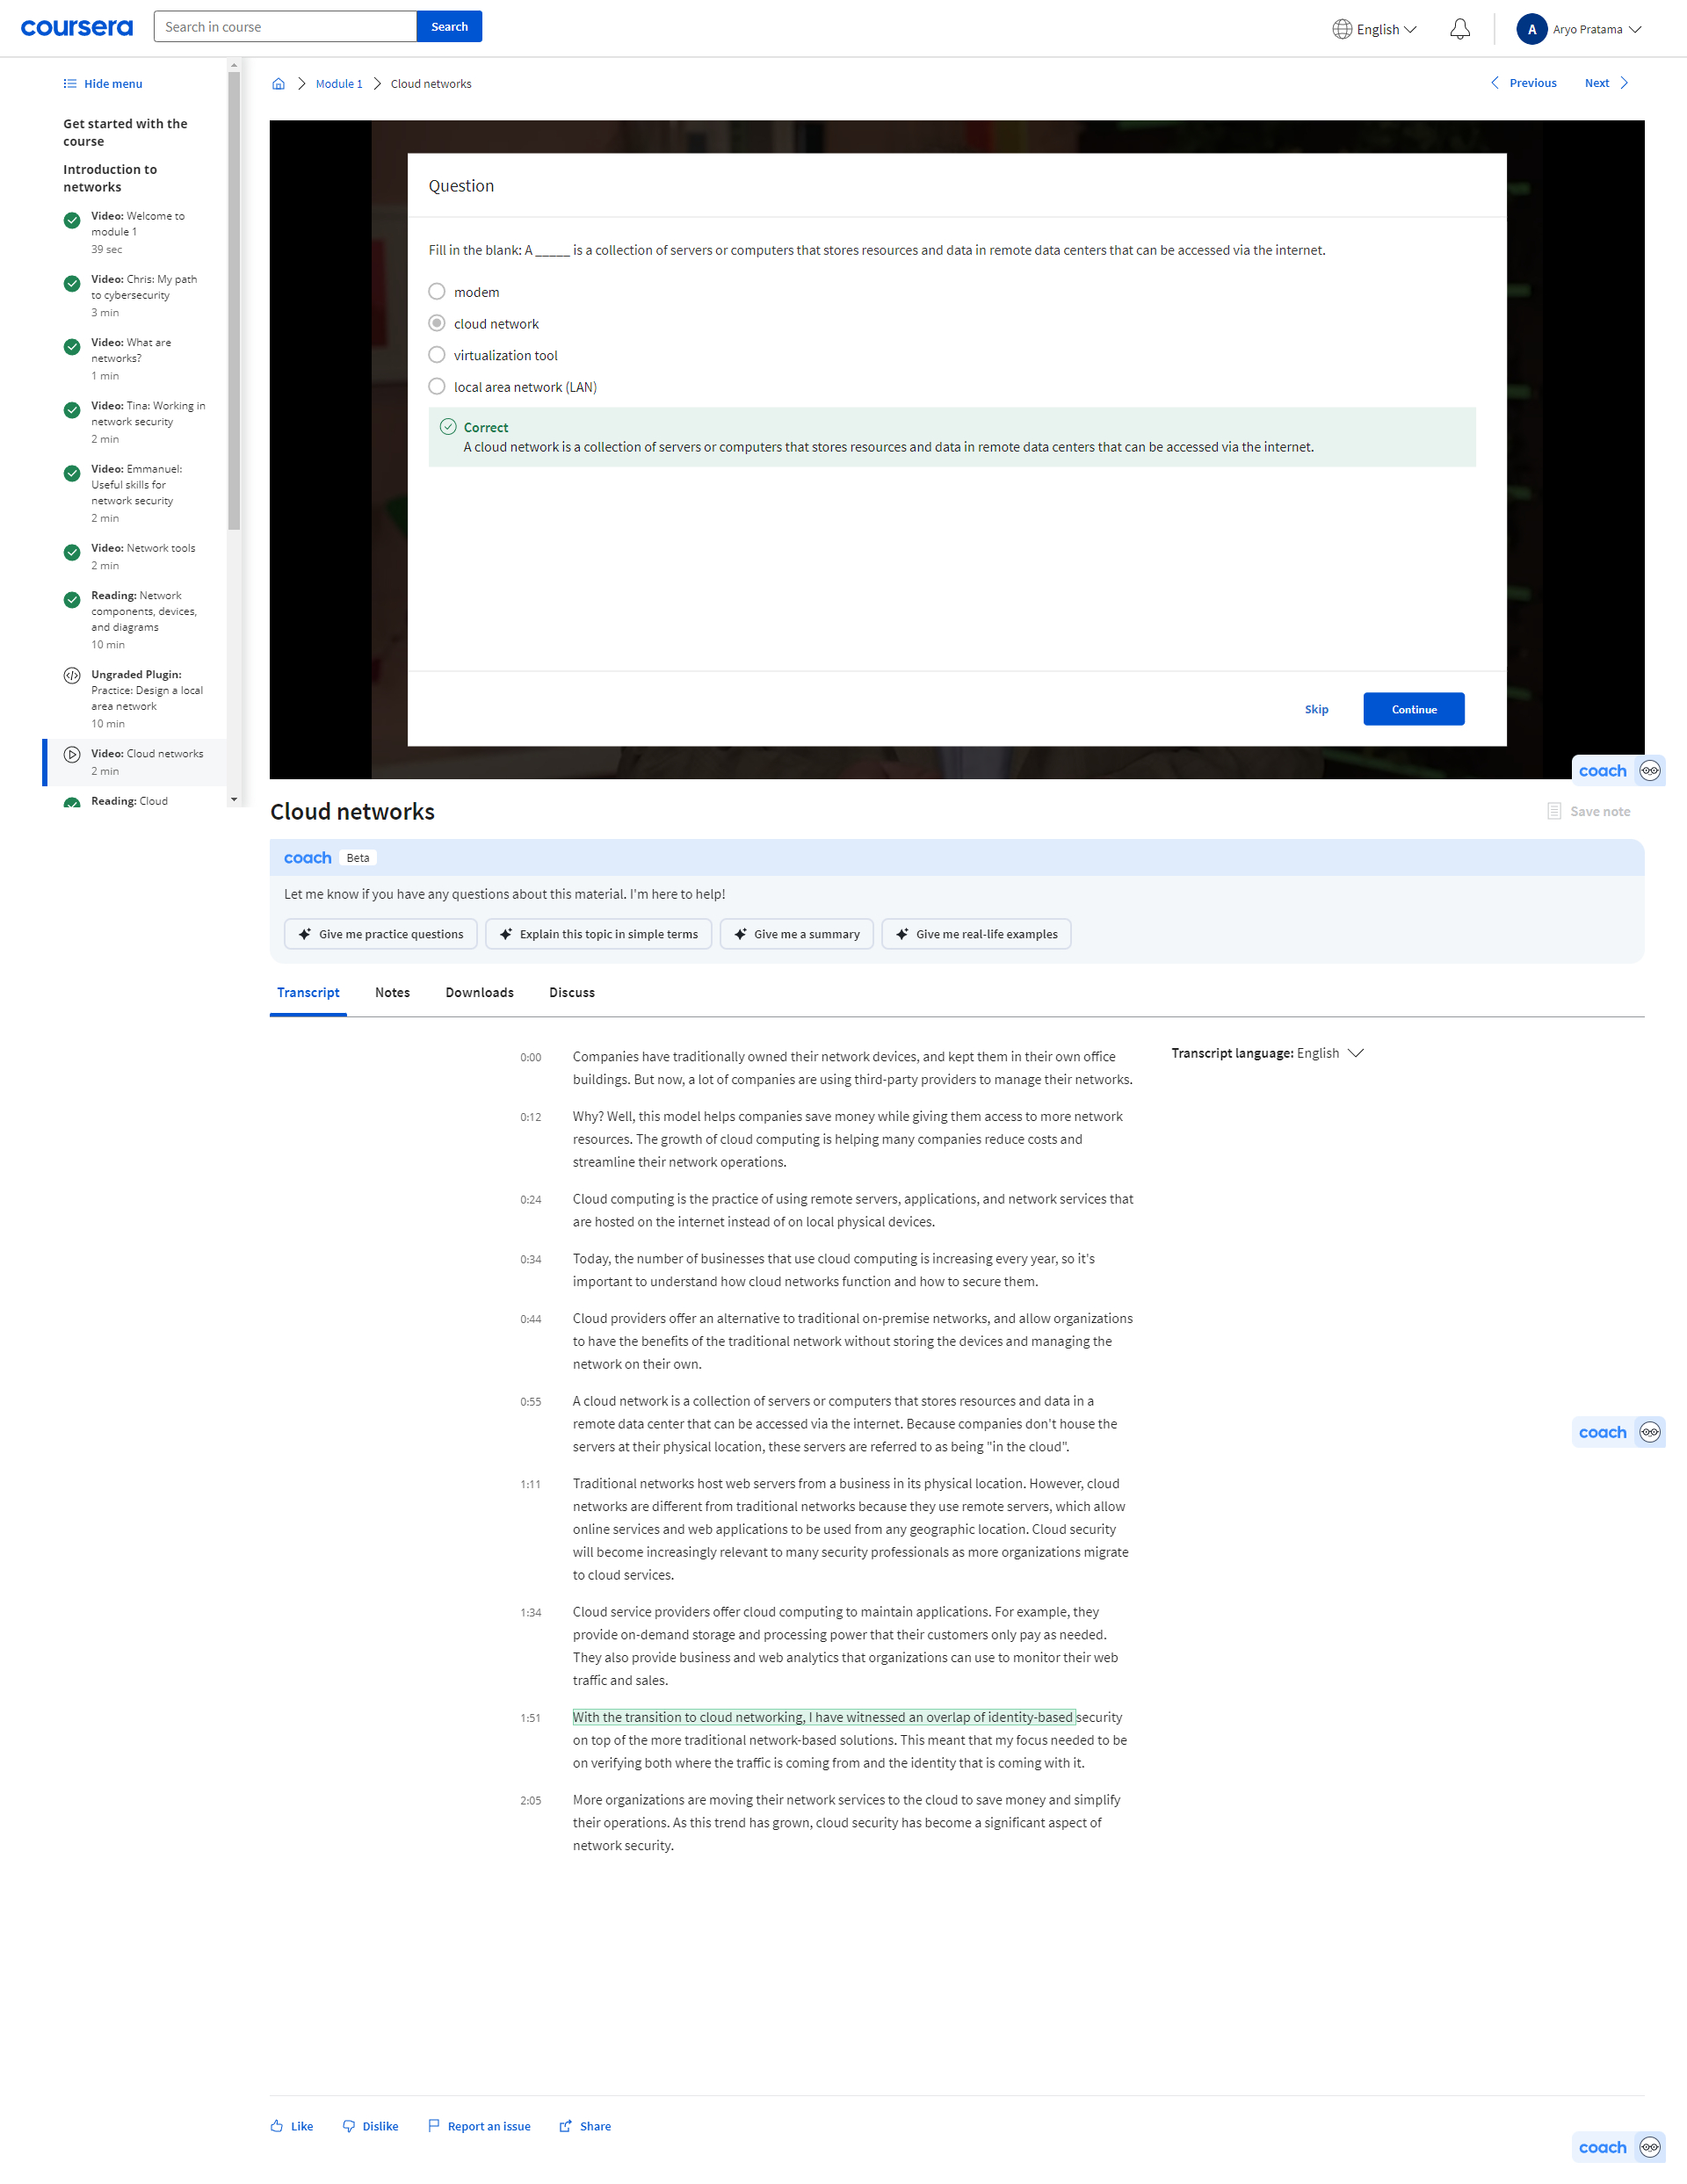 coursera
Search in course
Search
English
A
Aryo Pratama
Hide menu
Get started with the
course
Introduction to
networks
Video: Welcome to
module 1
39 sec
Video: Chris: My path
to cybersecurity
3 min
Video: What are
networks?
1 min
Video: Tina: Working in
network security
2 min
Video: Emmanuel:
Useful skills for
network security
2 min
Video: Network tools
2 min
Reading: Network
components, devices,
and diagrams
10 min
Ungraded Plugin:
Practice: Design a local
area network
10 min
Video: Cloud networks
2 min
Reading: Cloud
Module 1
Cloud networks
Previous
Next
Question
Fill in the blank: A _____ is a collection of servers or computers that stores resources and data in remote data centers that can be accessed via the internet.
modem
cloud network
virtualization tool
local area network (LAN)
Correct
A cloud network is a collection of servers or computers that stores resources and data in remote data centers that can be accessed via the internet.
Skip
Continue
coach
Cloud networks
Save note
coach Beta
Let me know if you have any questions about this material. I'm here to help!
Give me practice questions
Explain this topic in simple terms
Give me a summary
Give me real-life examples
Transcript
Notes
Downloads
Discuss
Transcript language: English
0:00
Companies have traditionally owned their network devices, and kept them in their own office
buildings. But now, a lot of companies are using third-party providers to manage their networks.
0:12
Why? Well, this model helps companies save money while giving them access to more network
resources. The growth of cloud computing is helping many companies reduce costs and
streamline their network operations.
0:24
Cloud computing is the practice of using remote servers, applications, and network services that
are hosted on the internet instead of on local physical devices.
0:34
Today, the number of businesses that use cloud computing is increasing every year, so it's
important to understand how cloud networks function and how to secure them.
0:44
Cloud providers offer an alternative to traditional on-premise networks, and allow organizations
to have the benefits of the traditional network without storing the devices and managing the
network on their own.
0:55
A cloud network is a collection of servers or computers that stores resources and data in a
remote data center that can be accessed via the internet. Because companies don't house the
servers at their physical location, these servers are referred to as being "in the cloud".
coach
1:11
Traditional networks host web servers from a business in its physical location. However, cloud
networks are different from traditional networks because they use remote servers, which allow
online services and web applications to be used from any geographic location. Cloud security
will become increasingly relevant to many security professionals as more organizations migrate
to cloud services.
1:34
Cloud service providers offer cloud computing to maintain applications. For example, they
provide on-demand storage and processing power that their customers only pay as needed.
They also provide business and web analytics that organizations can use to monitor their web
traffic and sales.
1:51
With the transition to cloud networking, I have witnessed an overlap of identity-based security
on top of the more traditional network-based solutions. This meant that my focus needed to be
on verifying both where the traffic is coming from and the identity that is coming with it.
2:05
More organizations are moving their network services to the cloud to save money and simplify
their operations. As this trend has grown, cloud security has become a significant aspect of
network security.
Like
Dislike
Report an issue
Share
coach